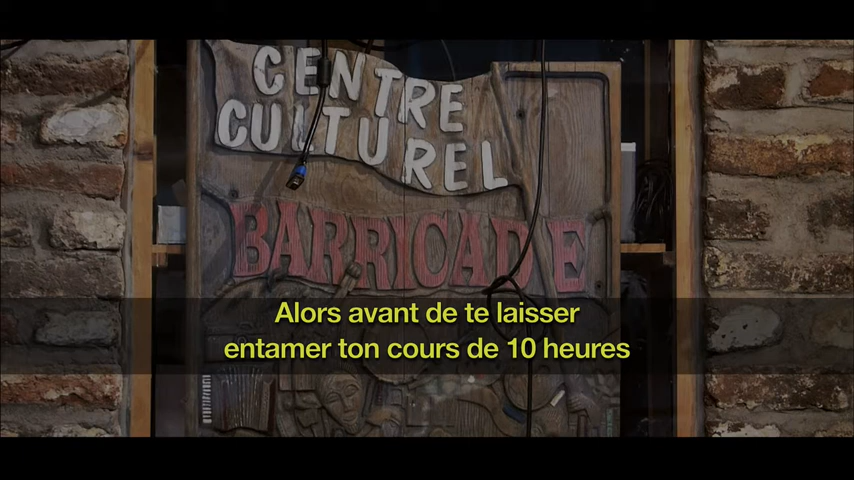 CENTRE
CULTUREL
BARRICADE
Alors avant de te laisser
entamer ton cours de 10 heures